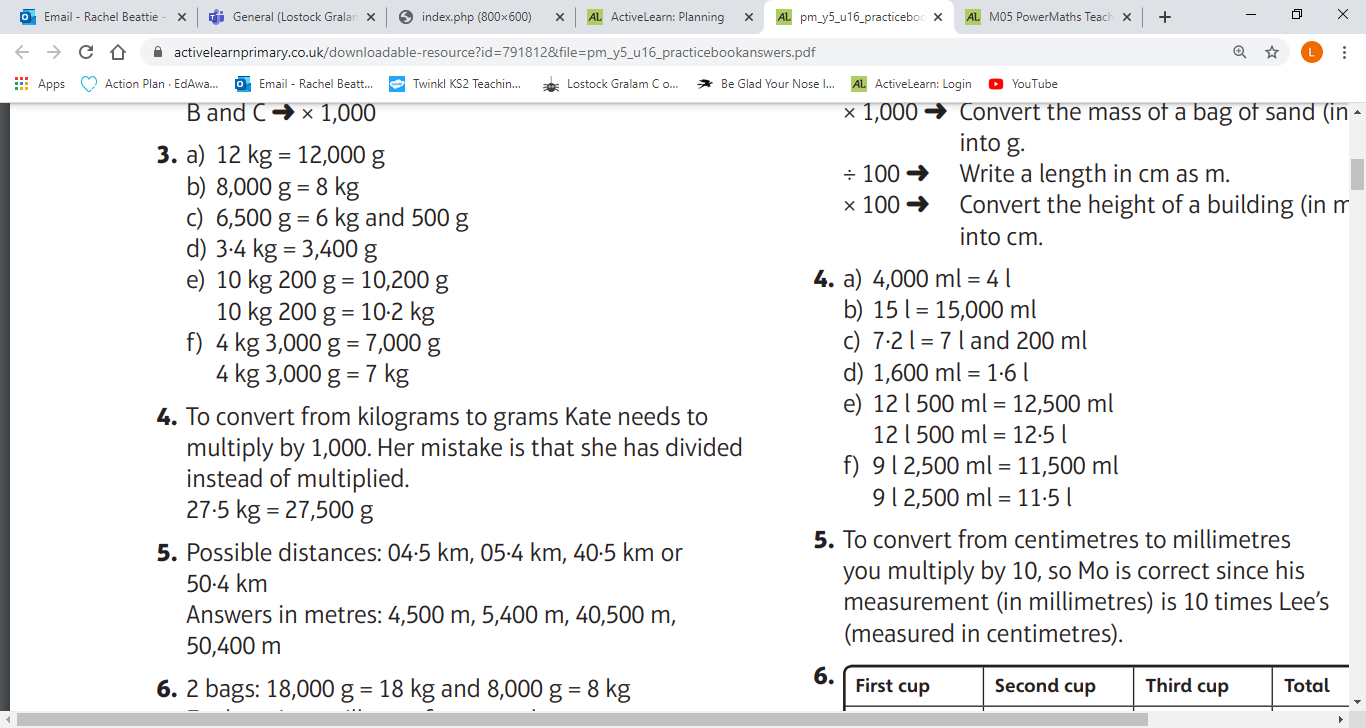 Email - Rachel Beattie -
General (Lostock Gralan
index.php (800×600)
ActiveLearn: Planning
pm_y5_u16_practiceboo
M05 PowerMaths Teach
activelearnprimary.co.uk/downloadable-resource?id=791812&file=pm_y5_u16_practicebookanswers.pdf
L
Apps
Action Plan · EdAwa...
Email - Rachel Beatt...
Twinkl KS2 Teachin...
Lostock Gralam C o...
Be Glad Your Nose I...
ActiveLearn: Login
YouTube
B and C ➜ × 1,000
3. a) 12 kg = 12,000 g
b) 8,000 g = 8 kg
c) 6,500 g = 6 kg and 500 g
d) 3·4 kg = 3,400 g
e) 10 kg 200 g = 10,200 g
10 kg 200 g = 10·2 kg
f) 4 kg 3,000 g = 7,000 g
4 kg 3,000 g = 7 kg
4. To convert from kilograms to grams Kate needs to
multiply by 1,000. Her mistake is that she has divided
instead of multiplied.
27·5 kg = 27,500 g
5. Possible distances: 04·5 km, 05·4 km, 40·5 km or
50·4 km
Answers in metres: 4,500 m, 5,400 m, 40,500 m,
50,400 m
6. 2 bags: 18,000 g = 18 kg and 8,000 g = 8 kg
× 1,000 ➜ Convert the mass of a bag of sand (in
into g.
÷ 100 ➜ Write a length in cm as m.
× 100 ➜ Convert the height of a building (in m
into cm.
4. a) 4,000 ml = 4 l
b) 15 l = 15,000 ml
c) 7·2 l = 7 l and 200 ml
d) 1,600 ml = 1·6 l
e) 12 l 500 ml = 12,500 ml
12 l 500 ml = 12·5 l
f) 9 l 2,500 ml = 11,500 ml
9 l 2,500 ml = 11·5 l
5. To convert from centimetres to millimetres
you multiply by 10, so Mo is correct since his
measurement (in millimetres) is 10 times Lee's
(measured in centimetres).
6. First cup Second cup Third cup Total